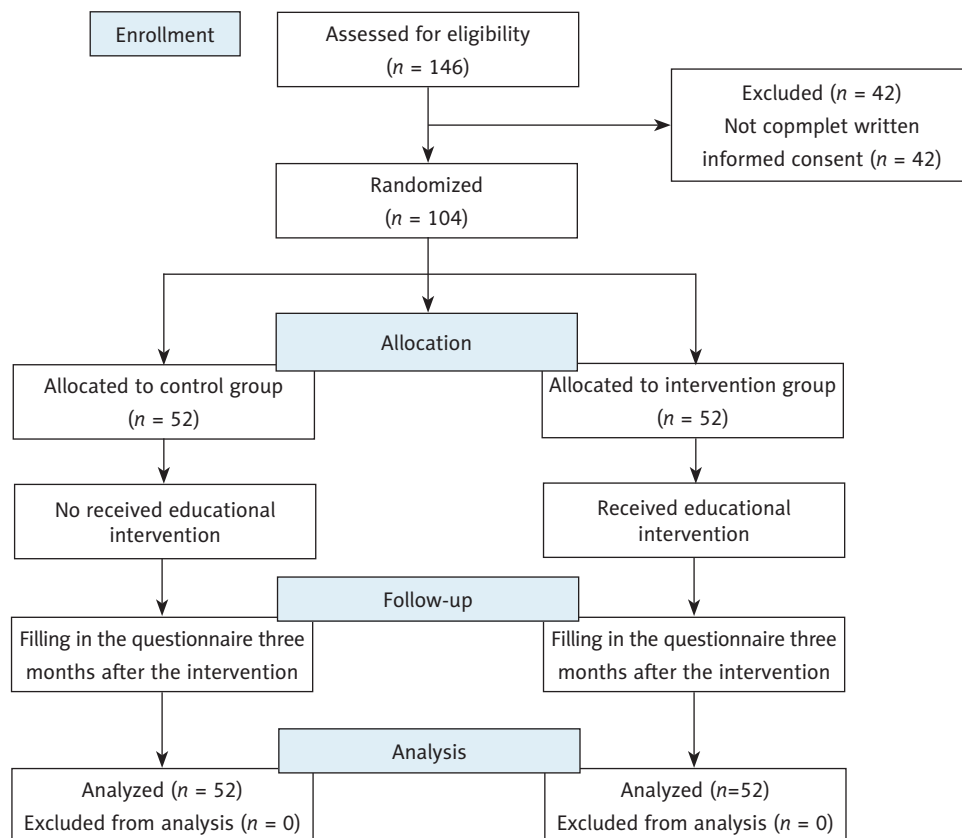 Enrollment
Assessed for eligibility
(n = 146)
Excluded (n = 42)
Not copmplet written
informed consent (n = 42)
Randomized
(n = 104)
Allocation
Allocated to control group
(n = 52)
Allocated to intervention group
(n = 52)
No received educational
intervention
Received educational
intervention
Follow-up
Filling in the questionnaire three
months after the intervention
Filling in the questionnaire three
months after the intervention
Analysis
Analyzed (n = 52)
Excluded from analysis (n = 0)
Analyzed (n=52)
Excluded from analysis (n = 0)